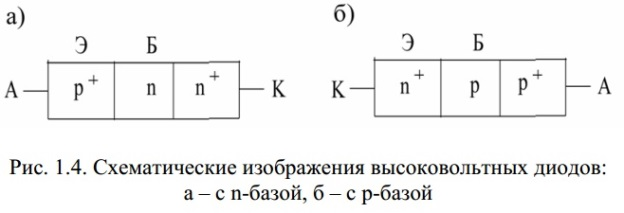 а)
Э Б
А p+ n n+ К
б)
Э Б
К n+ p p+ А
Рис. 1.4. Схематические изображения высоковольтных диодов:
а – с n-базой, б – с p-базой